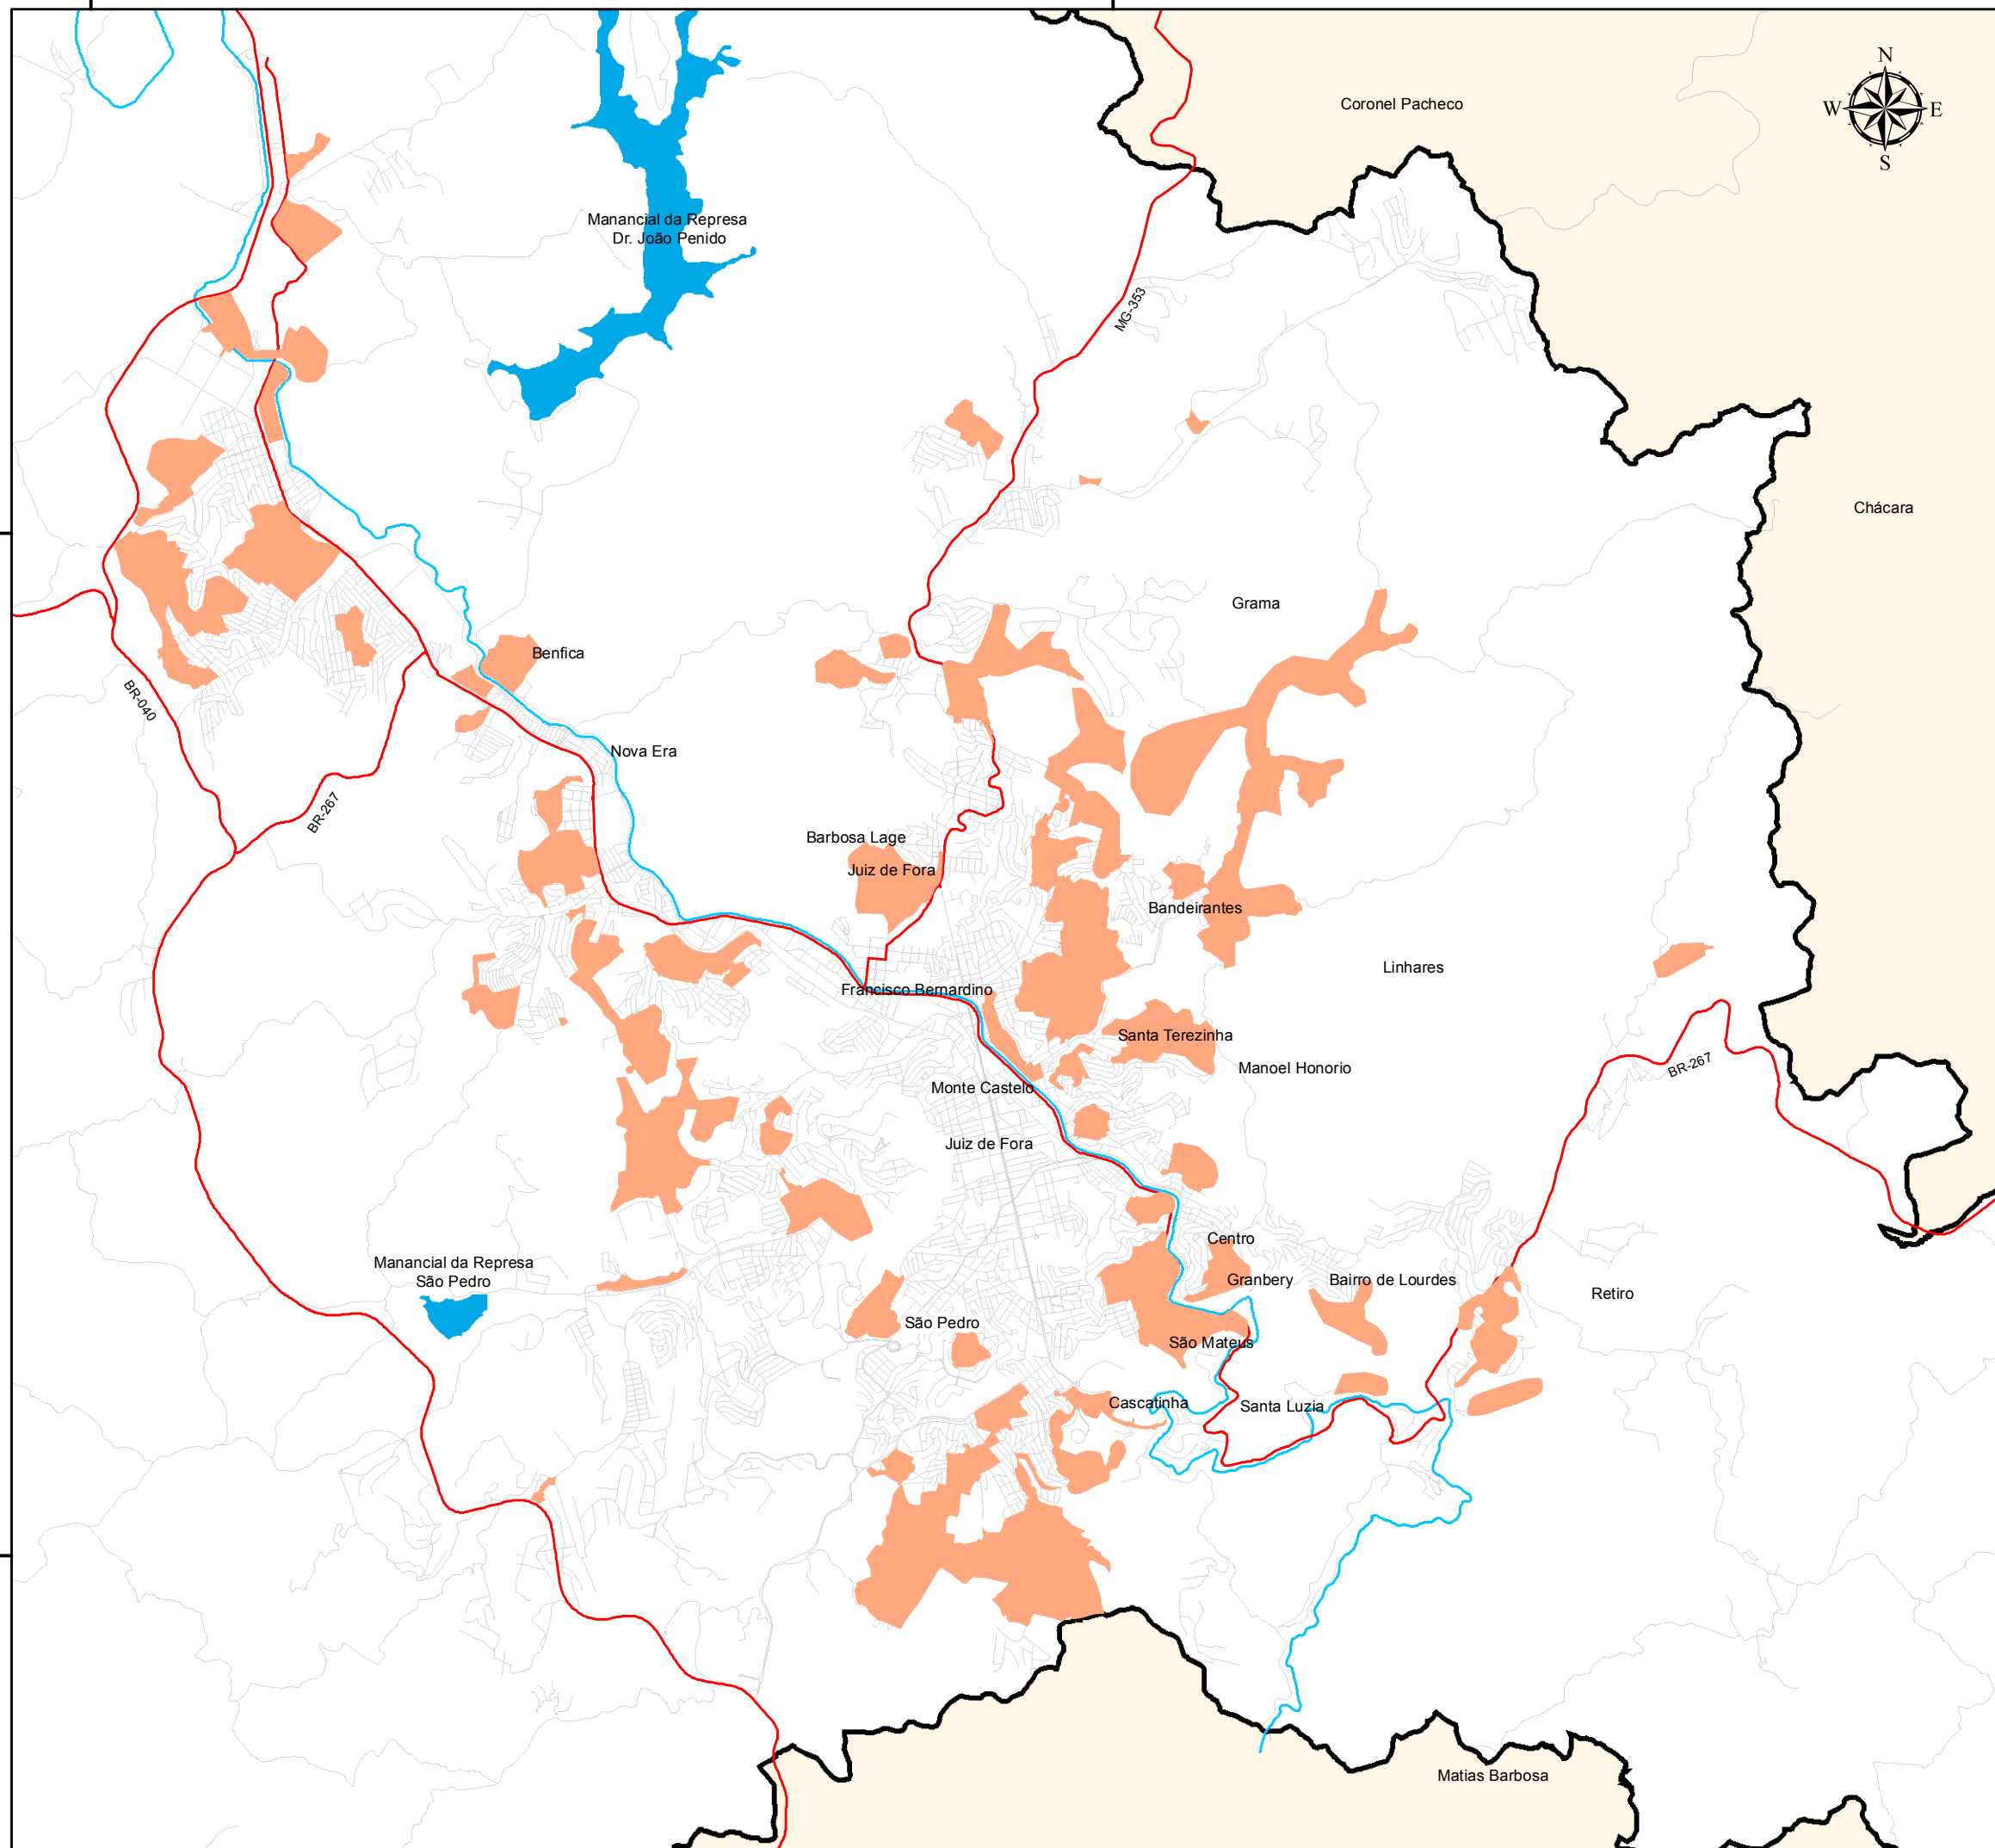 N
Coronel Pacheco
W
E
S
Manancial da Represa
Dr. João Penido
MG-353
Chácara
Grama
Benfica
BR-040
Nova Era
BR-267
Barbosa Lage
Juiz de Fora
Bandeirantes
Linhares
Francisco Bernardino
Santa Terezinha
Manoel Honorio
BR-267
Monte Castelo
Juiz de Fora
Centro
Manancial da Represa
São Pedro
Granbery
Bairro de Lourdes
Retiro
São Pedro
São Mateus
Cascatinha
Santa Luzia
Matias Barbosa